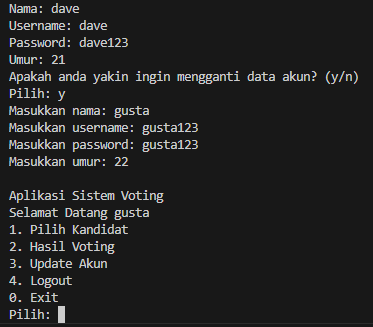 Nama: dave
Username: dave
Password: dave123
Umur: 21
Apakah anda yakin ingin mengganti data akun? (y/n)
Pilih: y
Masukkan nama: gusta
Masukkan username: gusta123
Masukkan password: gusta123
Masukkan umur: 22

Aplikasi Sistem Voting
Selamat Datang gusta
1. Pilih Kandidat
2. Hasil Voting
3. Update Akun
4. Logout
0. Exit
Pilih: